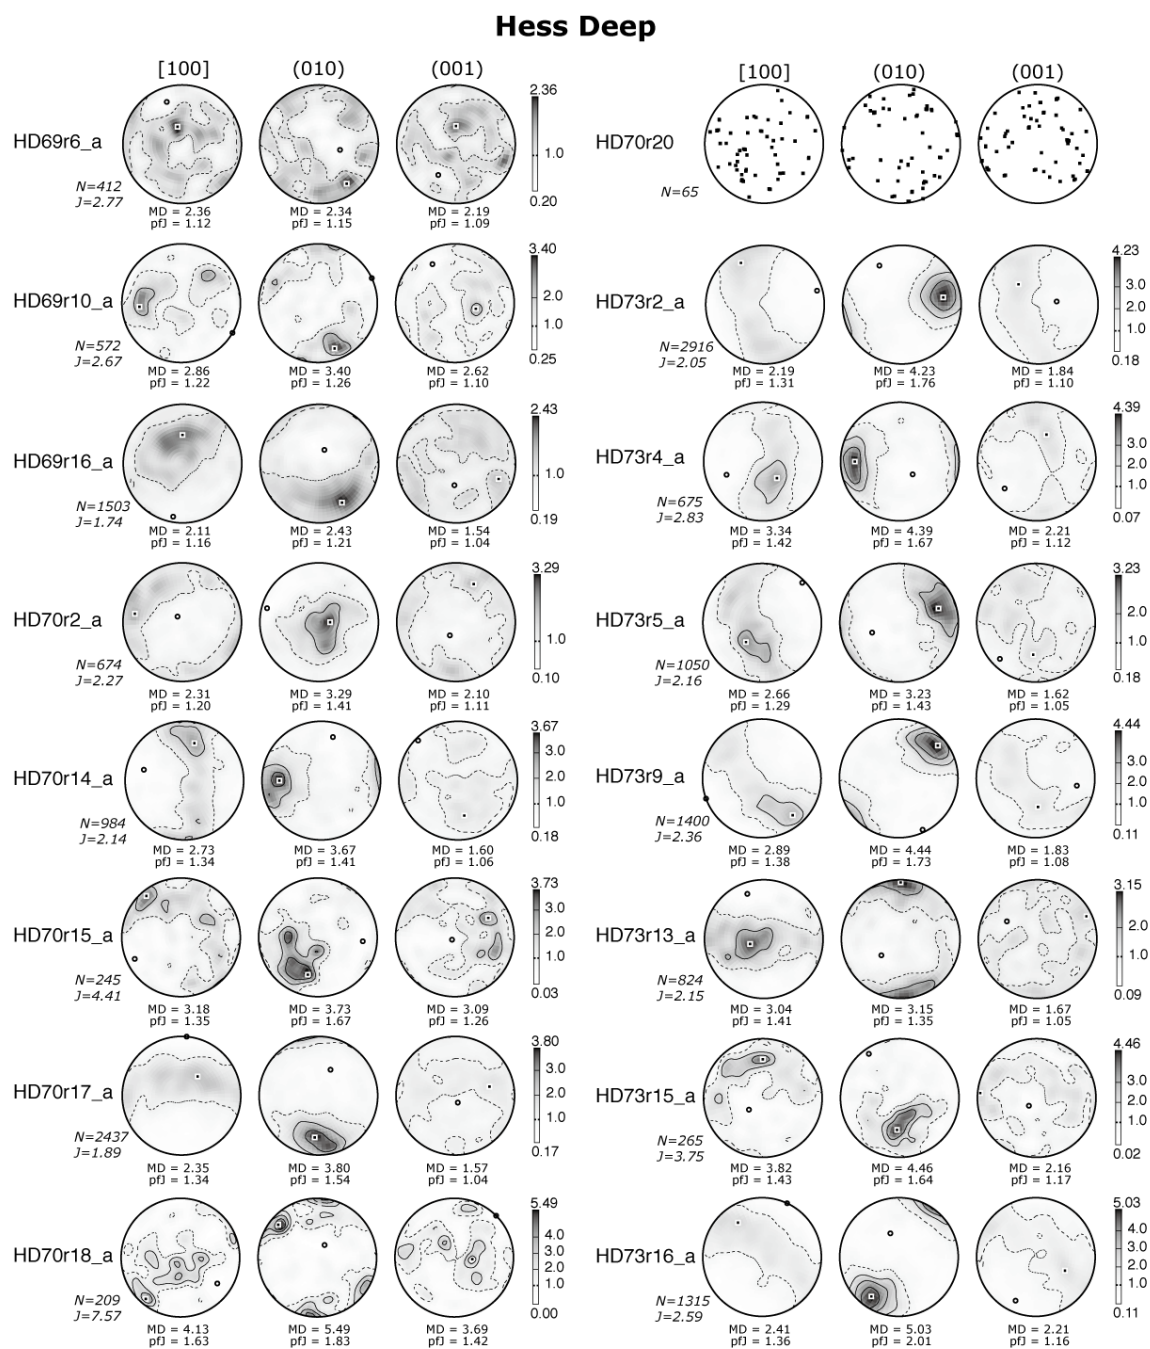 Hess Deep
[100] (010) (001)
2.36
HD69r6_a
1.0
N=412
J=2.77
0.20
MD = 2.36 MD = 2.34 MD = 2.19
pfJ = 1.12 pfJ = 1.15 pfJ = 1.09
3.40
HD69r10_a
2.0
1.0
N=572
J=2.67
0.25
MD = 2.86 MD = 3.40 MD = 2.62
pfJ = 1.22 pfJ = 1.26 pfJ = 1.10
2.43
HD69r16_a
1.0
N=1503
J=1.74
0.19
MD = 2.11 MD = 2.43 MD = 1.54
pfJ = 1.16 pfJ = 1.21 pfJ = 1.04
3.29
HD70r2_a
1.0
N=674
J=2.27
0.10
MD = 2.31 MD = 3.29 MD = 2.10
pfJ = 1.20 pfJ = 1.41 pfJ = 1.11
3.67
3.0
HD70r14_a
2.0
1.0
N=984
J=2.14
0.18
MD = 2.73 MD = 3.67 MD = 1.60
pfJ = 1.34 pfJ = 1.41 pfJ = 1.06
3.73
3.0
HD70r15_a
2.0
1.0
N=245
J=4.41
0.03
MD = 3.18 MD = 3.73 MD = 3.09
pfJ = 1.35 pfJ = 1.67 pfJ = 1.26
3.80
3.0
HD70r17_a
2.0
1.0
N=2437
J=1.89
0.17
MD = 2.35 MD = 3.80 MD = 1.57
pfJ = 1.34 pfJ = 1.54 pfJ = 1.04
5.49
4.0
3.0
HD70r18_a
2.0
1.0
N=209
J=7.57
0.00
MD = 4.13 MD = 5.49 MD = 3.69
pfJ = 1.63 pfJ = 1.83 pfJ = 1.42
[100] (010) (001)
HD70r20
N=65
4.23
3.0
HD73r2_a
2.0
1.0
N=2916
J=2.05
0.18
MD = 2.19 MD = 4.23 MD = 1.84
pfJ = 1.31 pfJ = 1.76 pfJ = 1.10
4.39
3.0
HD73r4_a
2.0
1.0
N=675
J=2.83
0.07
MD = 3.34 MD = 4.39 MD = 2.21
pfJ = 1.42 pfJ = 1.67 pfJ = 1.12
3.23
2.0
HD73r5_a
1.0
N=1050
J=2.16
0.18
MD = 2.66 MD = 3.23 MD = 1.62
pfJ = 1.29 pfJ = 1.43 pfJ = 1.05
4.44
3.0
HD73r9_a
2.0
1.0
N=1400
J=2.36
0.11
MD = 2.89 MD = 4.44 MD = 1.83
pfJ = 1.38 pfJ = 1.73 pfJ = 1.08
3.15
2.0
HD73r13_a
1.0
N=824
J=2.15
0.09
MD = 3.04 MD = 3.15 MD = 1.67
pfJ = 1.41 pfJ = 1.35 pfJ = 1.05
4.46
3.0
HD73r15_a
2.0
1.0
N=265
J=3.75
0.02
MD = 3.82 MD = 4.46 MD = 2.16
pfJ = 1.43 pfJ = 1.64 pfJ = 1.17
5.03
4.0
3.0
HD73r16_a
2.0
1.0
N=1315
J=2.59
0.11
MD = 2.41 MD = 5.03 MD = 2.21
pfJ = 1.36 pfJ = 2.01 pfJ = 1.16